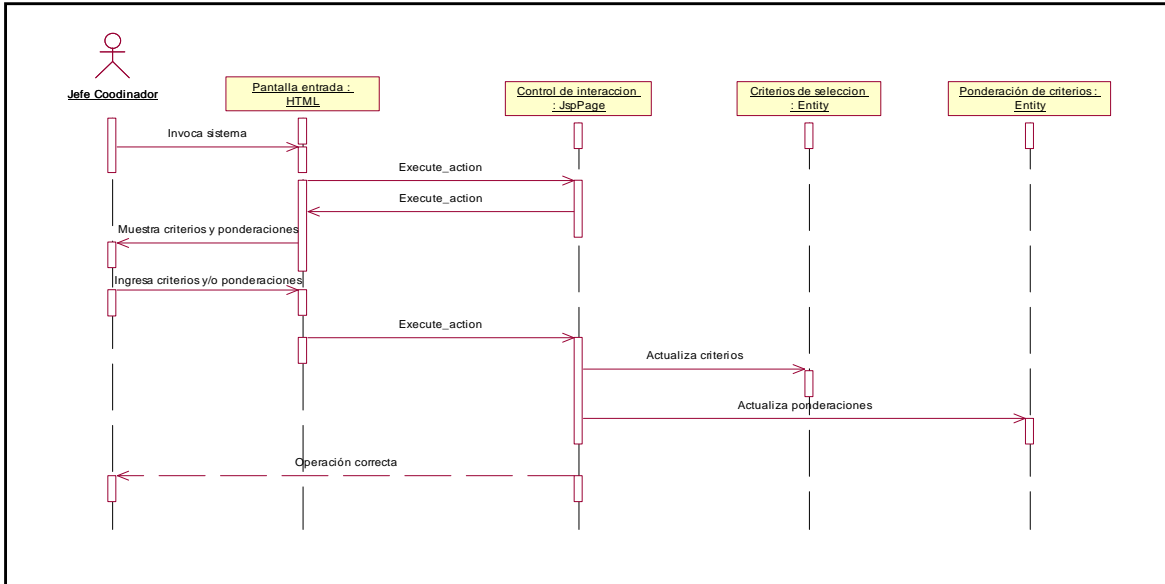 Jefe Coodinador
Pantalla entrada :
HTML
Control de interaccion
: JspPage
Criterios de seleccion
: Entity
Ponderación de criterios :
Entity
Invoca sistema
Execute_action
Execute_action
Muestra criterios y ponderaciones
Ingresa criterios y/o ponderaciones
Execute_action
Actualiza criterios
Actualiza ponderaciones
Operación correcta